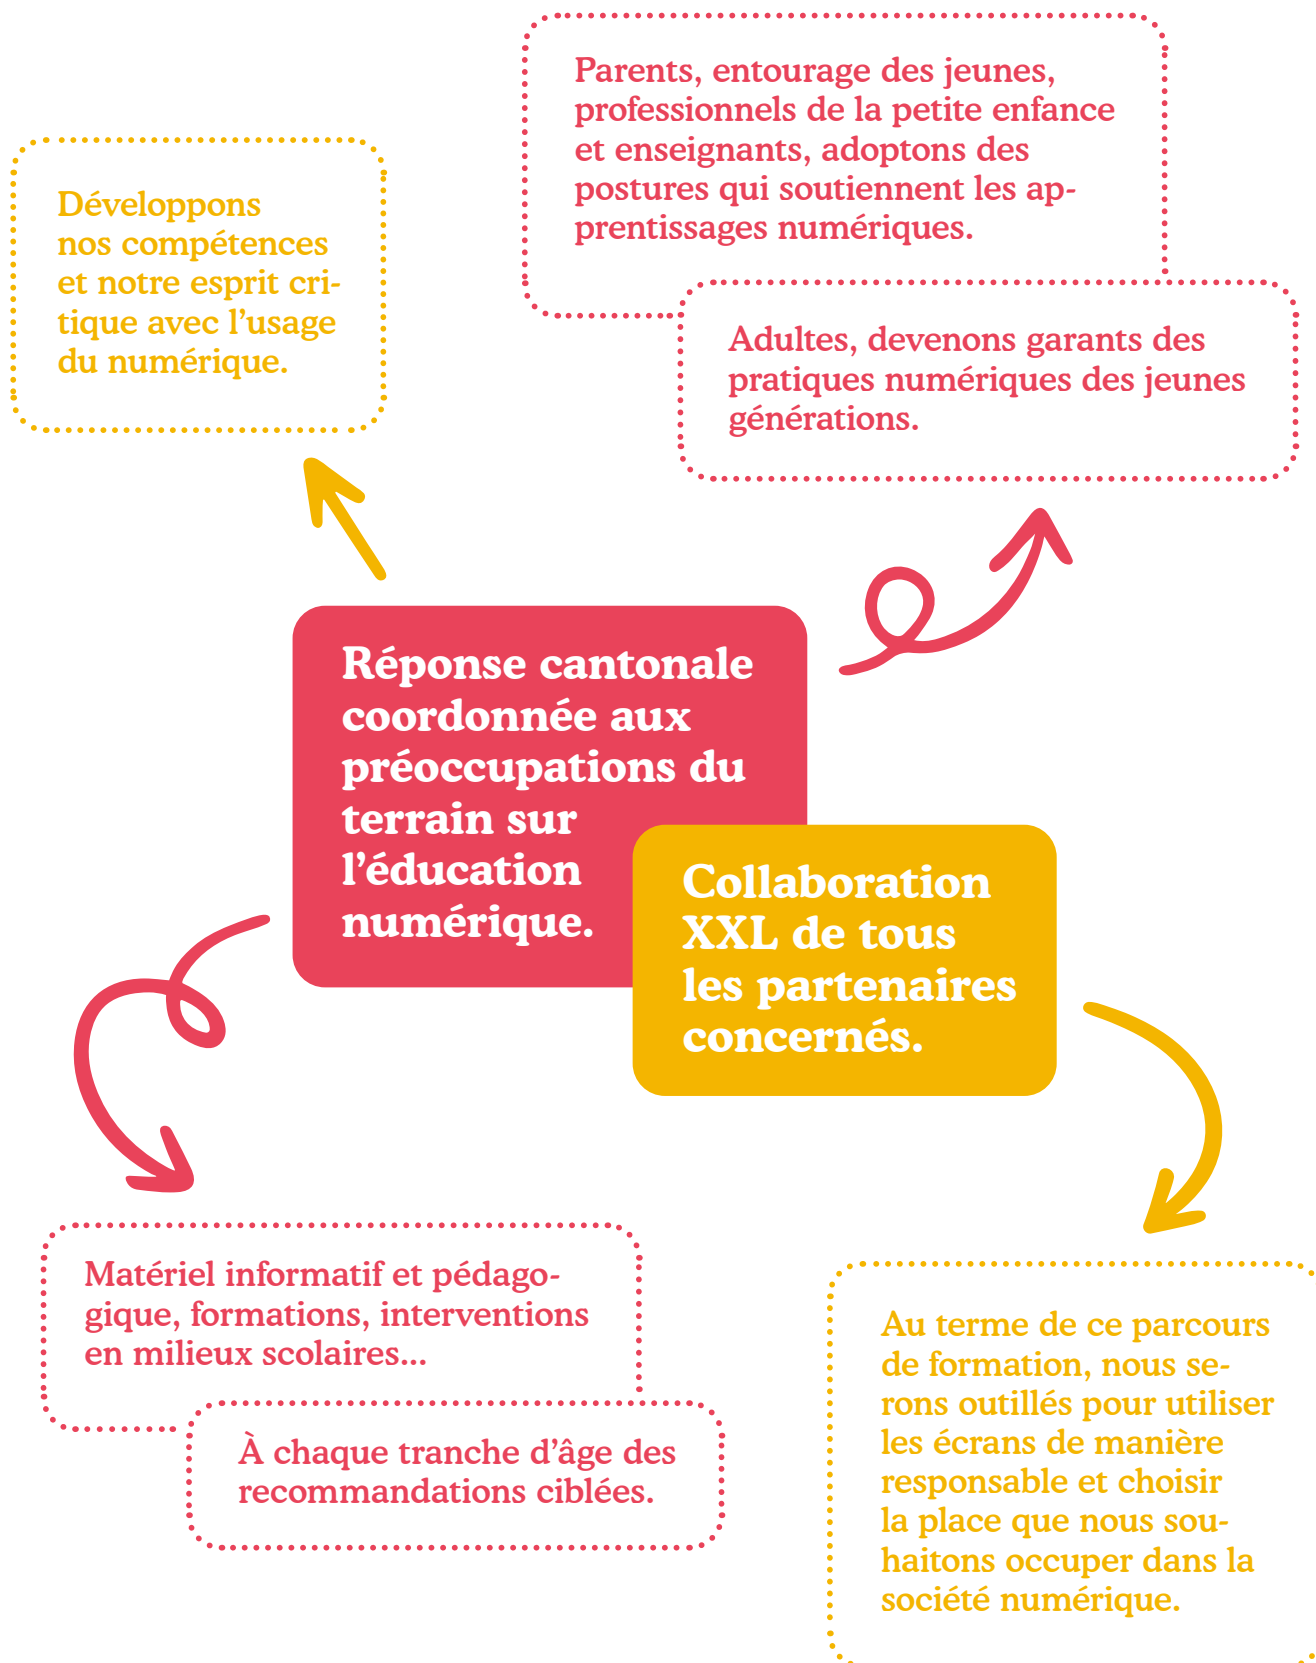 Parents, entourage des jeunes,
professionnels de la petite enfance
et enseignants, adoptons des
postures qui soutiennent les ap-
prentissages numériques.
Développons
nos compétences
et notre esprit cri-
tique avec l’usage
du numérique.
Adultes, devenons garants des
pratiques numériques des jeunes
générations.
Réponse cantonale
coordonnée aux
préoccupations du
terrain sur
l’éducation
numérique.
Collaboration
XXL de tous
les partenaires
concernés.
Matériel informatif et pédago-
gique, formations, interventions
en milieux scolaires...
À chaque tranche d’âge des
recommandations ciblées.
Au terme de ce parcours
de formation, nous se-
rons outillés pour utiliser
les écrans de manière
responsable et choisir
la place que nous sou-
haitons occuper dans la
société numérique.